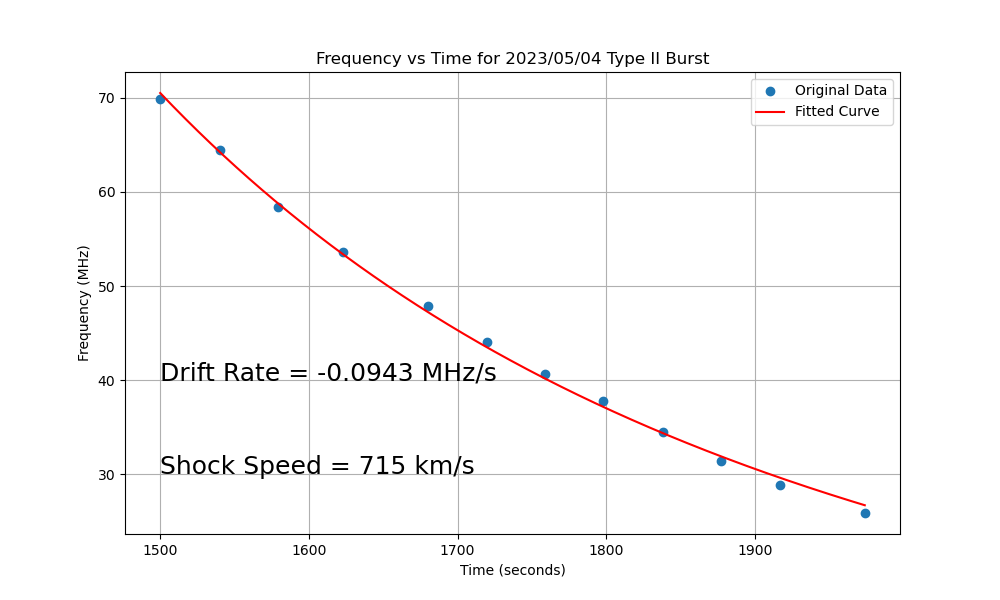 Frequency vs Time for 2023/05/04 Type II Burst
Original Data
Fitted Curve
70
60
50
40
30
Frequency (MHz)
Drift Rate = -0.0943 MHz/s
Shock Speed = 715 km/s
1500
1600
1700
1800
1900
Time (seconds)